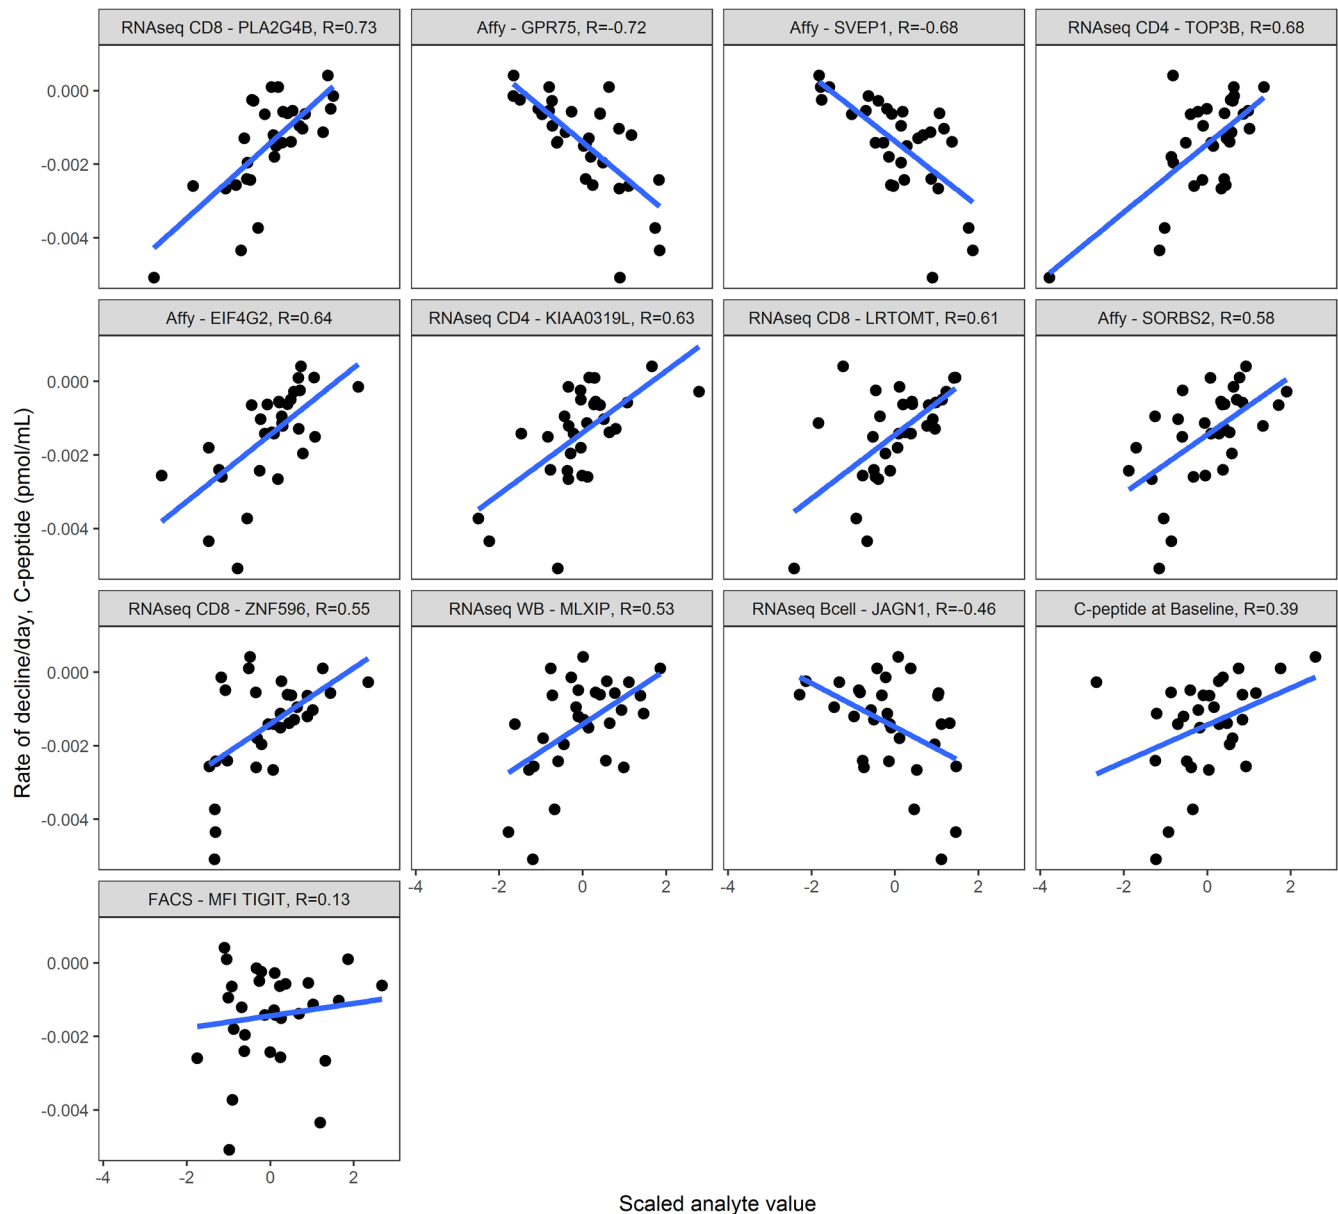 RNAseq CD8 - PLA2G4B, R=0.73
Affy - GPR75, R=-0.72
Affy - SVEP1, R=-0.68
RNAseq CD4 - TOP3B, R=0.68
0.000
-0.002
-0.004
Affy - EIF4G2, R=0.64
RNAseq CD4 - KIAA0319L, R=0.63
RNAseq CD8 - LRTOMT, R=0.61
Affy - SORBS2, R=0.58
0.000
-0.002
-0.004
Rate of decline/day, C-peptide (pmol/mL)
RNAseq CD8 - ZNF596, R=0.55
RNAseq WB - MLXIP, R=0.53
RNAseq Bcell - JAGN1, R=-0.46
C-peptide at Baseline, R=0.39
0.000
-0.002
-0.004
-4 -2 0 2
-4 -2 0 2
-4 -2 0 2
FACS - MFI TIGIT, R=0.13
0.000
-0.002
-0.004
-4 -2 0 2
Scaled analyte value